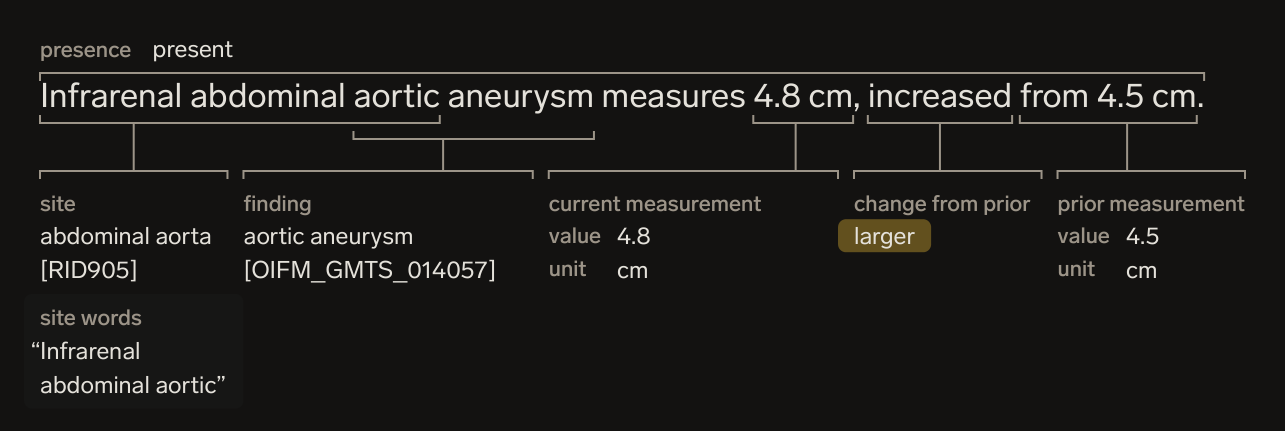 presence present
Infrarenal abdominal aortic aneurysm measures 4.8 cm, increased from 4.5 cm.
site finding current measurement change from prior prior measurement
abdominal aorta aortic aneurysm value 4.8 larger value 4.5
[RID905] [OIFM_GMTS_014057] unit cm unit cm
site words
“Infrarenal
abdominal aortic”